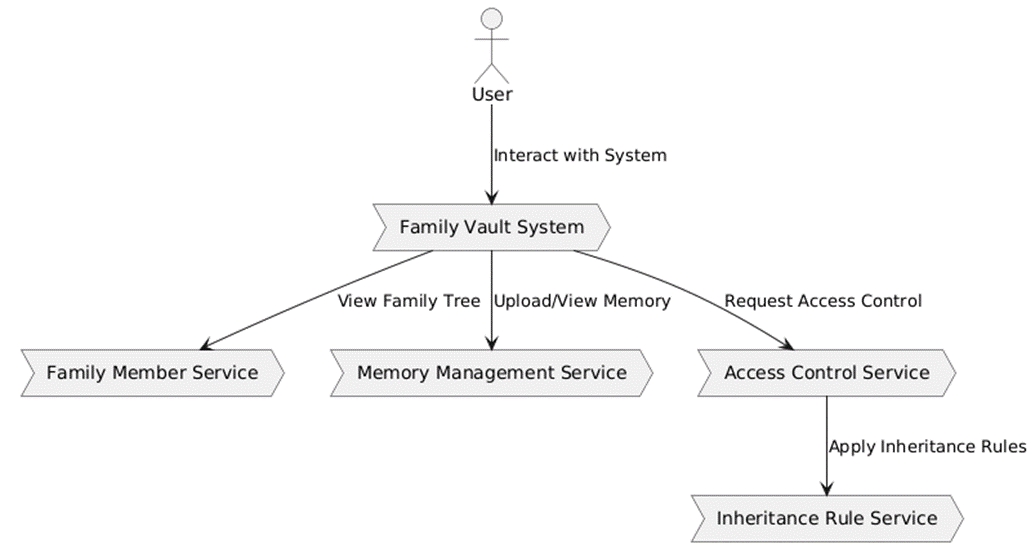 User
Interact with System
Family Vault System
View Family Tree
Upload/View Memory
Request Access Control
Family Member Service
Memory Management Service
Access Control Service
Apply Inheritance Rules
Inheritance Rule Service